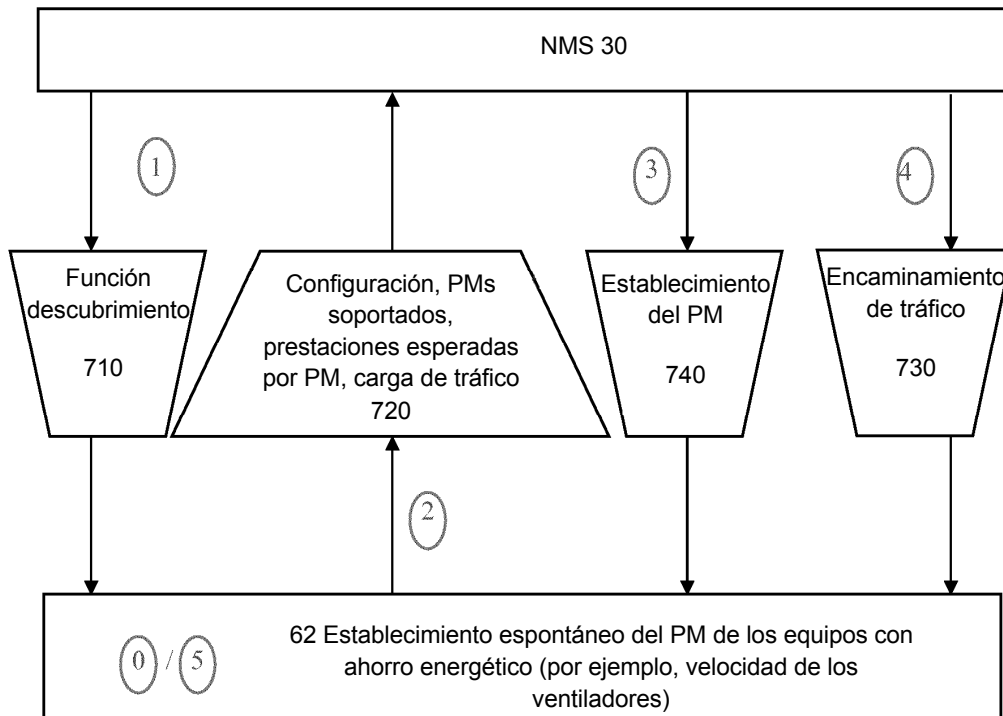 NMS 30
1
3
4
Función
descubrimiento
710
Configuración, PMs
soportados,
prestaciones esperadas
por PM, carga de tráfico
720
Establecimiento
del PM
740
Encaminamiento
de tráfico
730
2
0 / 5
62 Establecimiento espontáneo del PM de los equipos con
ahorro energético (por ejemplo, velocidad de los
ventiladores)